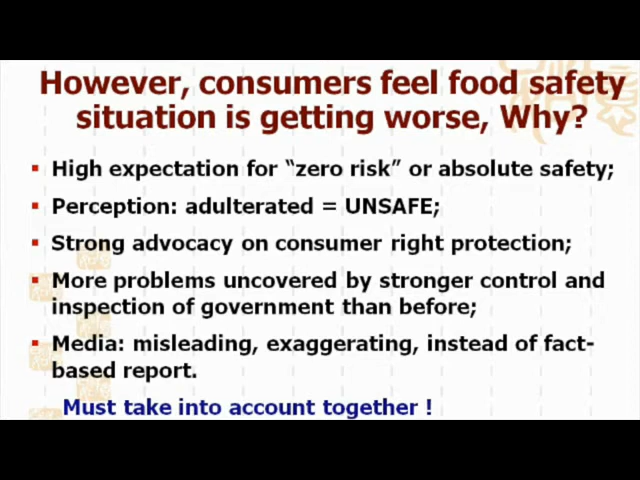 However, consumers feel food safety
situation is getting worse, Why?
▪ High expectation for “zero risk” or absolute safety;
▪ Perception: adulterated = UNSAFE;
▪ Strong advocacy on consumer right protection;
▪ More problems uncovered by stronger control and
inspection of government than before;
▪ Media: misleading, exaggerating, instead of fact-
based report.
Must take into account together !